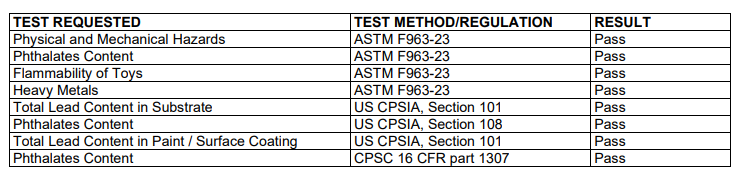 TEST REQUESTED TEST METHOD/REGULATION RESULT
Physical and Mechanical Hazards ASTM F963-23 Pass
Phthalates Content ASTM F963-23 Pass
Flammability of Toys ASTM F963-23 Pass
Heavy Metals ASTM F963-23 Pass
Total Lead Content in Substrate US CPSIA, Section 101 Pass
Phthalates Content US CPSIA, Section 108 Pass
Total Lead Content in Paint / Surface Coating US CPSIA, Section 101 Pass
Phthalates Content CPSC 16 CFR part 1307 Pass